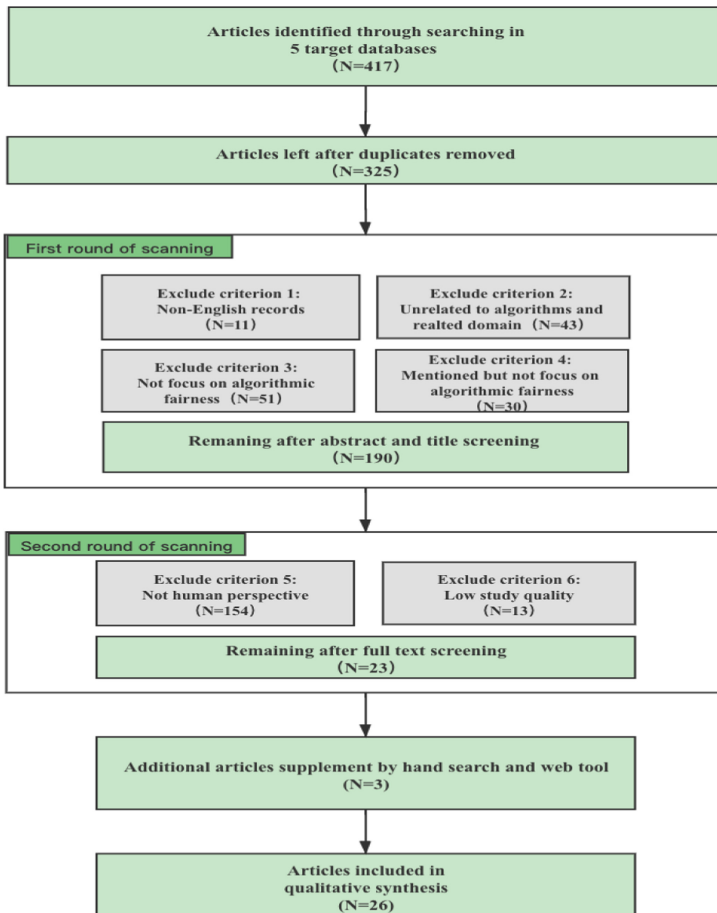 Articles identified through searching in
5 target databases
(N=417)
Articles left after duplicates removed
(N=325)
First round of scanning
Exclude criterion 1:
Non-English records
(N=11)
Exclude criterion 2:
Unrelated to algorithms and
realted domain (N=43)
Exclude criterion 3:
Not focus on algorithmic
fairness (N=51)
Exclude criterion 4:
Mentioned but not focus on
algorithmic fairness
(N=30)
Remaning after abstract and title screening
(N=190)
Second round of scanning
Exclude criterion 5:
Not human perspective
(N=154)
Exclude criterion 6:
Low study quality
(N=13)
Remaining after full text screening
(N=23)
Additional articles supplement by hand search and web tool
(N=3)
Articles included in
qualitative synthesis
(N=26)